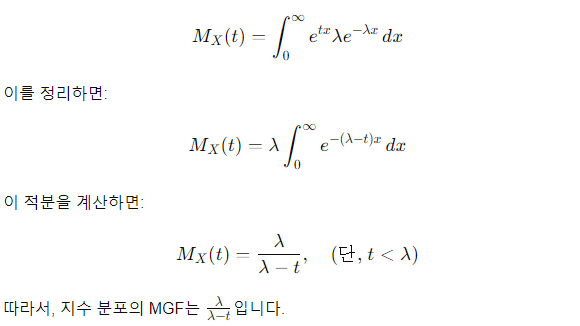 $$M_X(t) = \int_0^\infty e^{tx} \lambda e^{-\lambda x} \, dx$$
이를 정리하면:
$$M_X(t) = \lambda \int_0^\infty e^{-(\lambda - t)x} \, dx$$
이 적분을 계산하면:
$$M_X(t) = \frac{\lambda}{\lambda - t}, \quad (단, t < \lambda)$$
따라서, 지수 분포의 MGF는 $\frac{\lambda}{\lambda - t}$입니다.